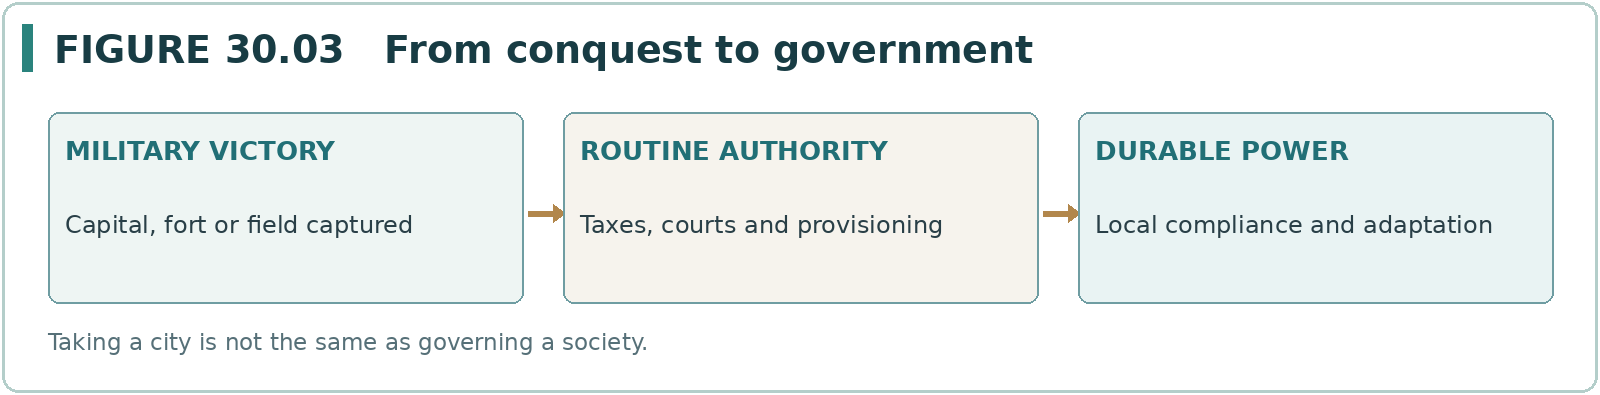 FIGURE 30.03 From conquest to government
MILITARY VICTORY
Capital, fort or field captured
ROUTINE AUTHORITY
Taxes, courts and provisioning
DURABLE POWER
Local compliance and adaptation
Taking a city is not the same as governing a society.